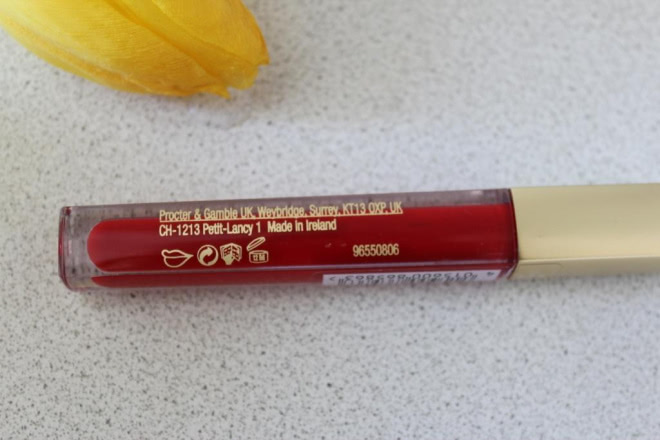 Procter & Gamble UK, Weybridge, Surrey, KT13 0XP, UK
CH-1213 Petit-Lancy 1 Made in Ireland
96550806